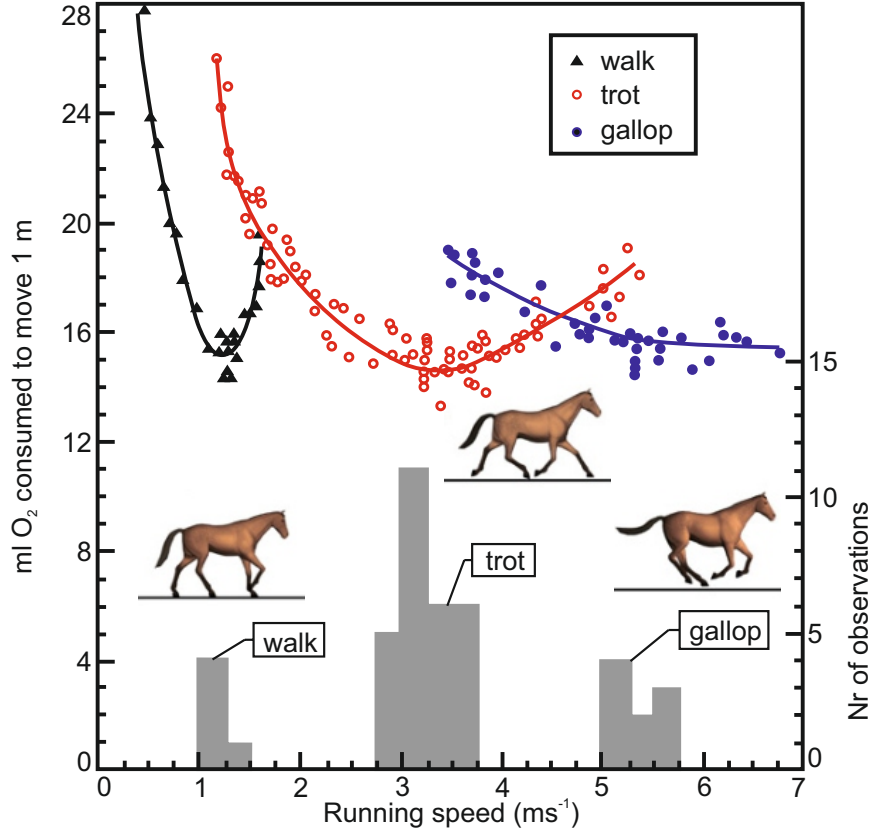 28
24
20
16
12
8
4
0
ml O₂ consumed to move 1 m
walk
trot
gallop
15
10
5
0
Nr of observations
walk
trot
gallop
0 1 2 3 4 5 6 7
Running speed (ms⁻¹)